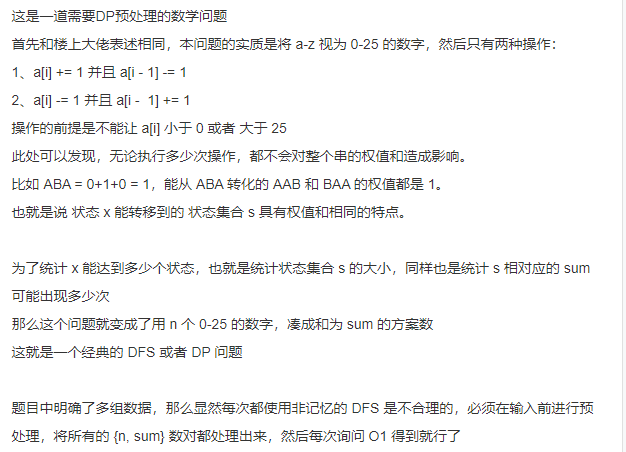 这是一道需要DP预处理的数学问题
首先和楼上大佬表述相同，本问题的实质是将 a-z 视为 0-25 的数字，然后只有两种操作：
1、a[i] += 1 并且 a[i - 1] -= 1
2、a[i] -= 1 并且 a[i - 1] += 1
操作的前提是不能让 a[i] 小于 0 或者 大于 25
此处可以发现，无论执行多少次操作，都不会对整个串的权值和造成影响。
比如 ABA = 0+1+0 = 1，能从 ABA 转化的 AAB 和 BAA 的权值都是 1。
也就是说 状态 x 能转移到的 状态集合 s 具有权值和相同的特点。
为了统计 x 能达到多少个状态，也就是统计状态集合 s 的大小，同样也是统计 s 相对应的 sum
可能出现多少次
那么这个问题就变成了用 n 个 0-25 的数字，凑成和为 sum 的方案数
这就是一个经典的 DFS 或者 DP 问题
题目中明确了多组数据，那么显然每次都使用非记忆的 DFS 是不合理的，必须在输入前进行预
处理，将所有的 {n, sum} 数对都处理出来，然后每次询问 O1 得到就行了